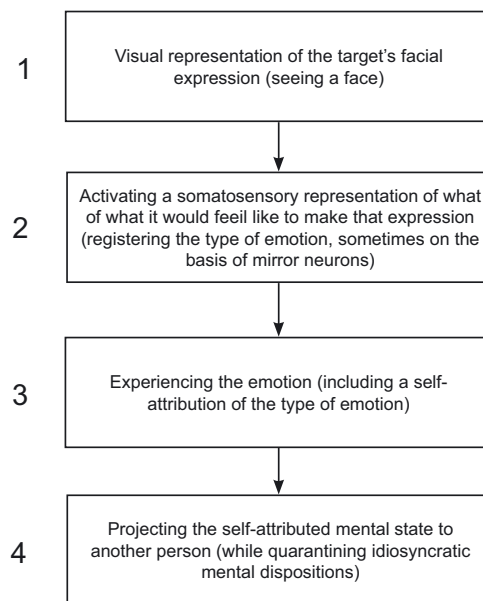 1
Visual representation of the target's facial
expression (seeing a face)
2
Activating a somatosensory representation of what
of what it would feeil like to make that expression
(registering the type of emotion, sometimes on the
basis of mirror neurons)
3
Experiencing the emotion (including a self-
attribution of the type of emotion)
4
Projecting the self-attributed mental state to
another person (while quarantining idiosyncratic
mental dispositions)